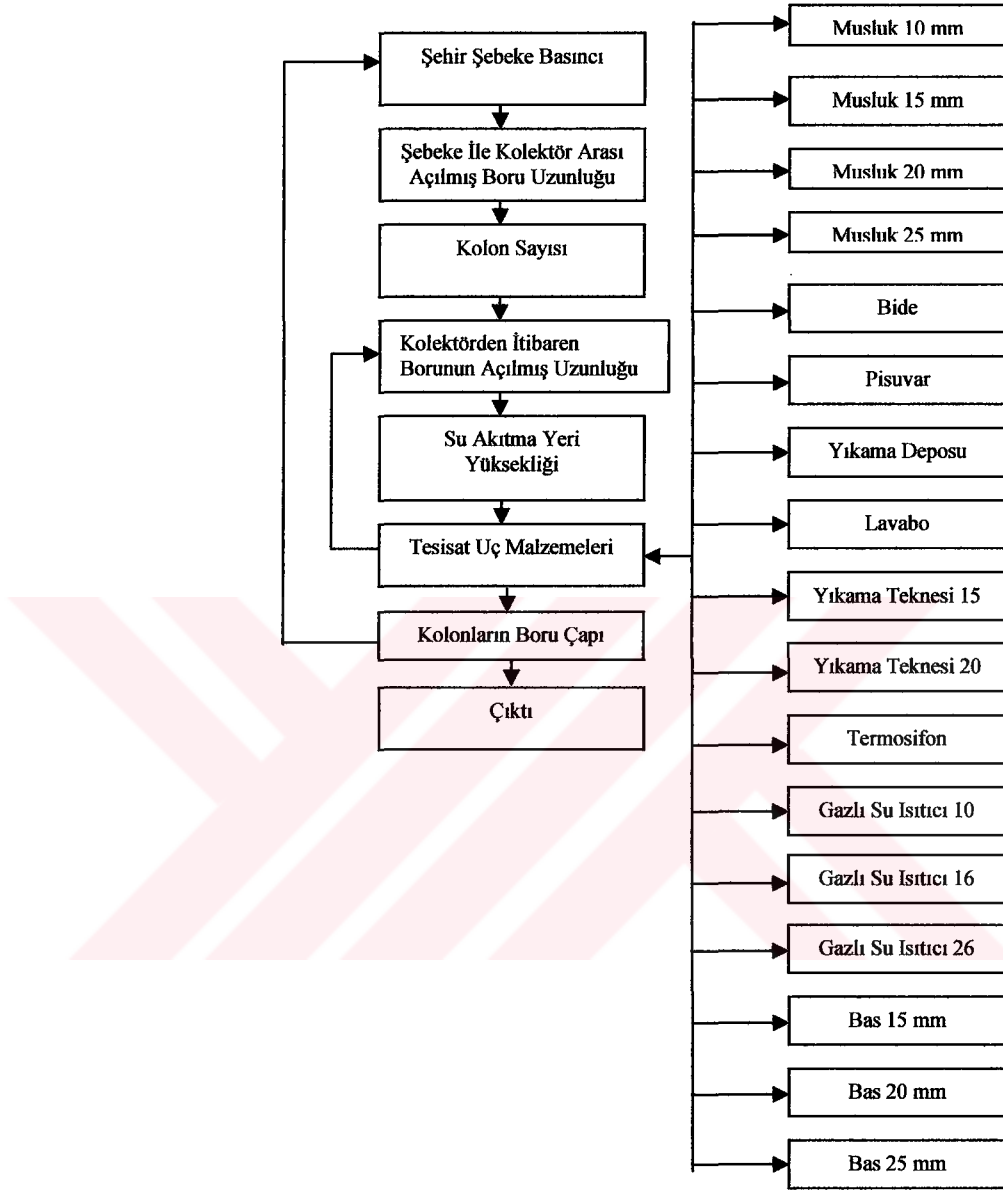 Şehir Şebeke Basıncı
Şebeke İle Kolektör Arası
Açılmış Boru Uzunluğu
Kolon Sayısı
Kolektörden İtibaren
Borunun Açılmış Uzunluğu
Su Akıtma Yeri
Yüksekliği
Tesisat Uç Malzemeleri
Kolonların Boru Çapı
Çıktı
Musluk 10 mm
Musluk 15 mm
Musluk 20 mm
Musluk 25 mm
Bide
Pisuvar
Yıkama Deposu
Lavabo
Yıkama Teknesi 15
Yıkama Teknesi 20
Termosifon
Gazlı Su Isıtıcı 10
Gazlı Su Isıtıcı 16
Gazlı Su Isıtıcı 26
Bas 15 mm
Bas 20 mm
Bas 25 mm